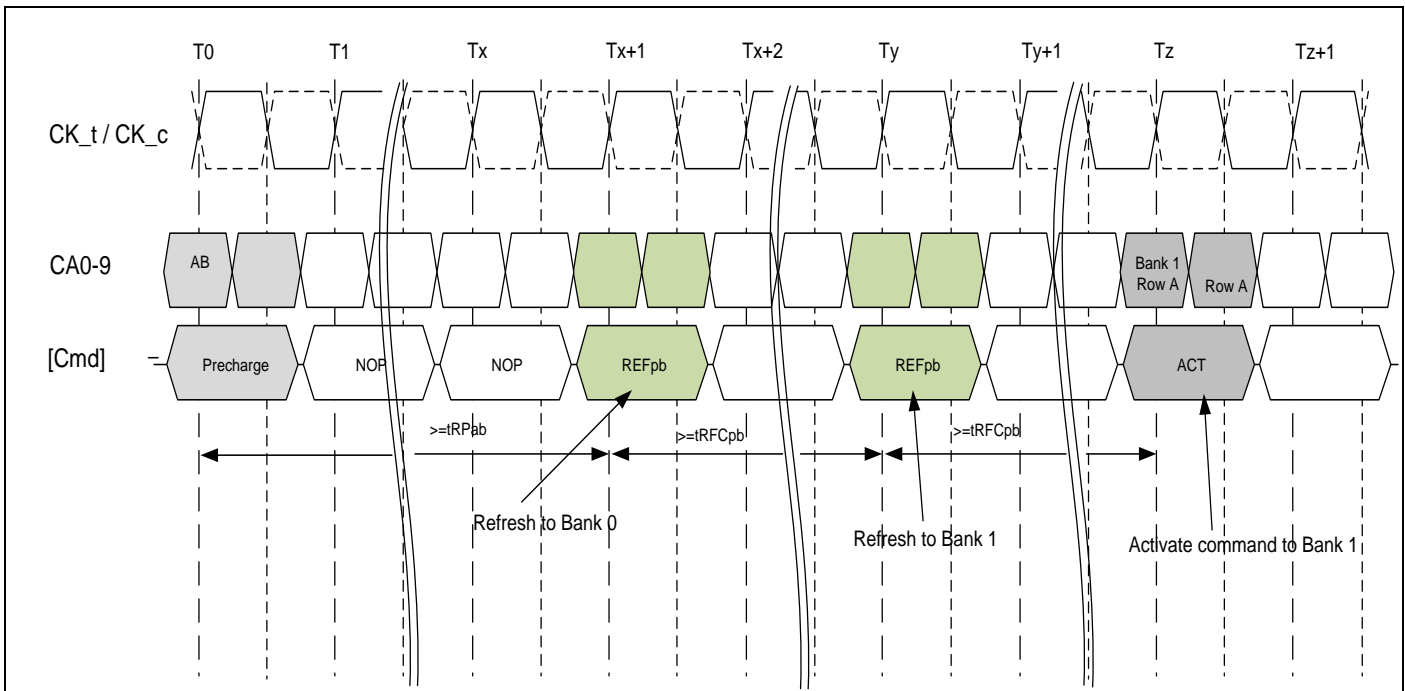 T0 T1 Tx Tx+1 Tx+2 Ty Ty+1 Tz Tz+1
CK_t / CK_c
CA0-9
AB
Bank 1
Row A
Row A
[Cmd]
Precharge NOP NOP REFpb REFpb ACT
>=tRPab >=tRFCpb >=tRFCpb
Refresh to Bank 0
Refresh to Bank 1
Activate command to Bank 1